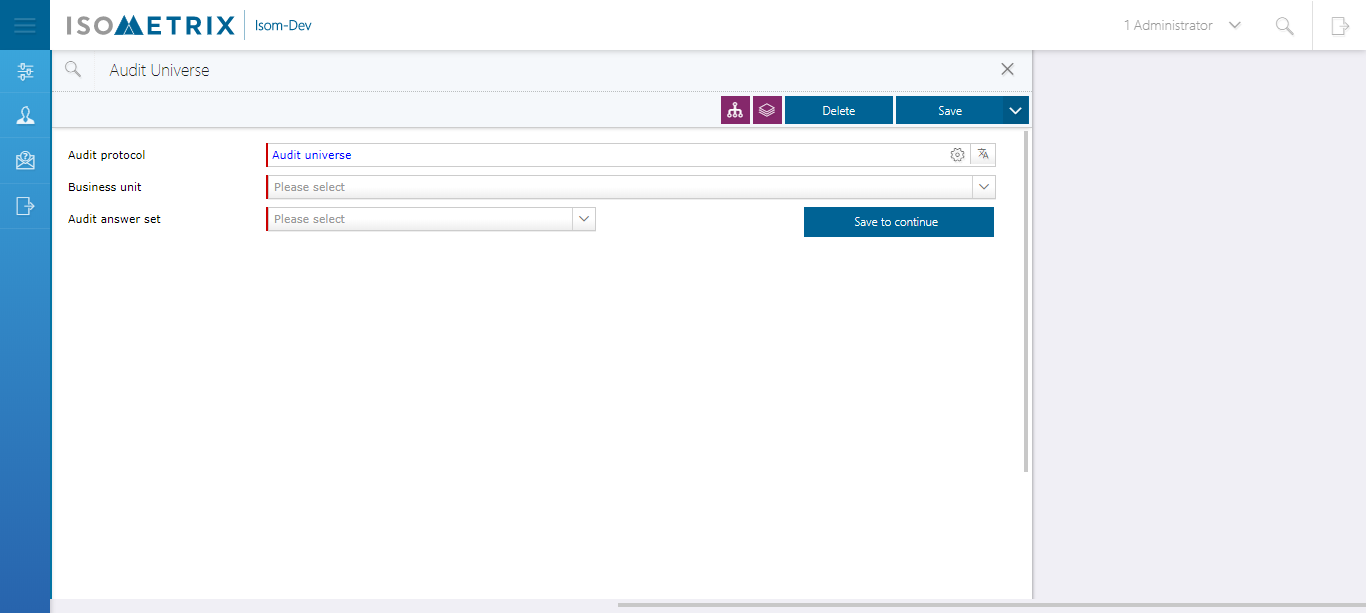 ISOMETRIX Isom-Dev 1 Administrator
Audit Universe
Delete Save
Audit protocol Audit universe
Business unit Please select
Audit answer set Please select Save to continue